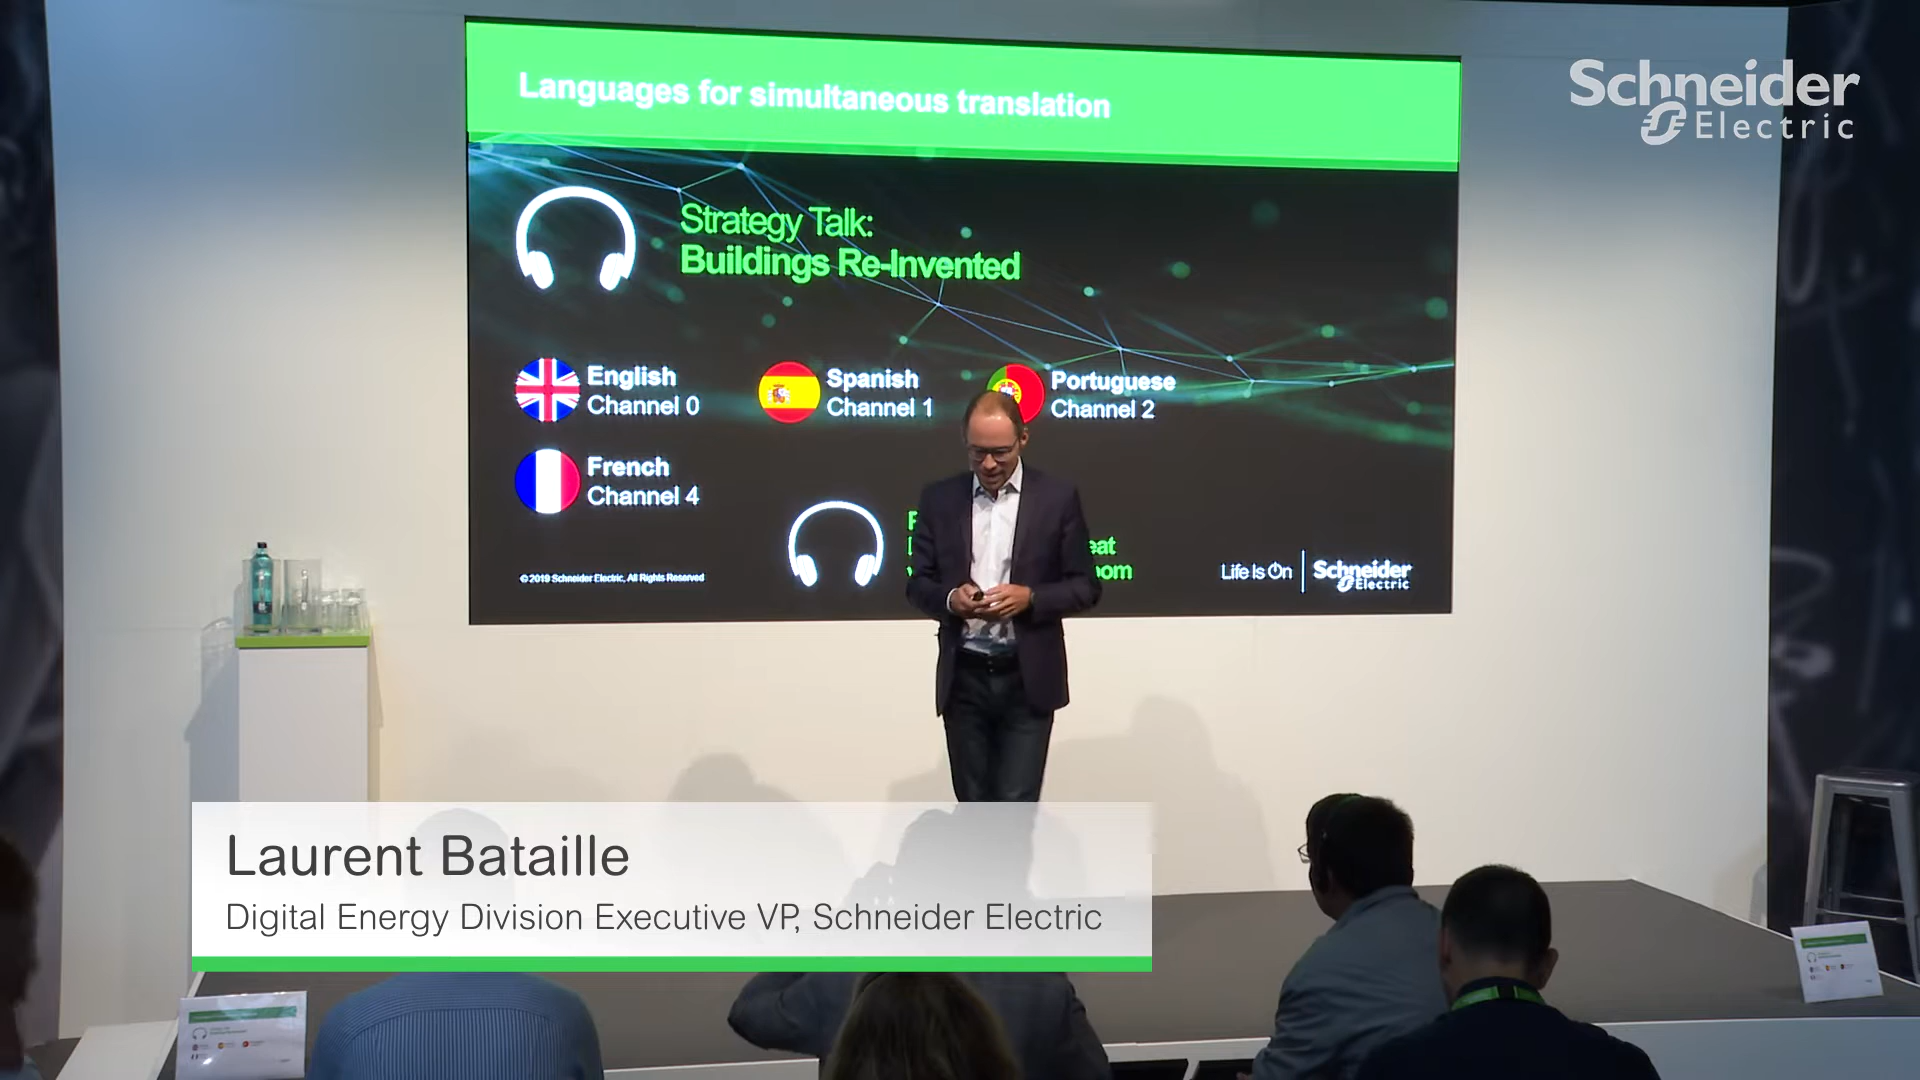 Languages for simultaneous translation
Schneider
Electric
Strategy Talk:
Buildings Re-Invented
English
Channel 0
Spanish
Channel 1
Portuguese
Channel 2
French
Channel 4
© 2019 Schneider Electric, All Rights Reserved
Life Is On
Schneider
Electric
Laurent Bataille
Digital Energy Division Executive VP, Schneider Electric